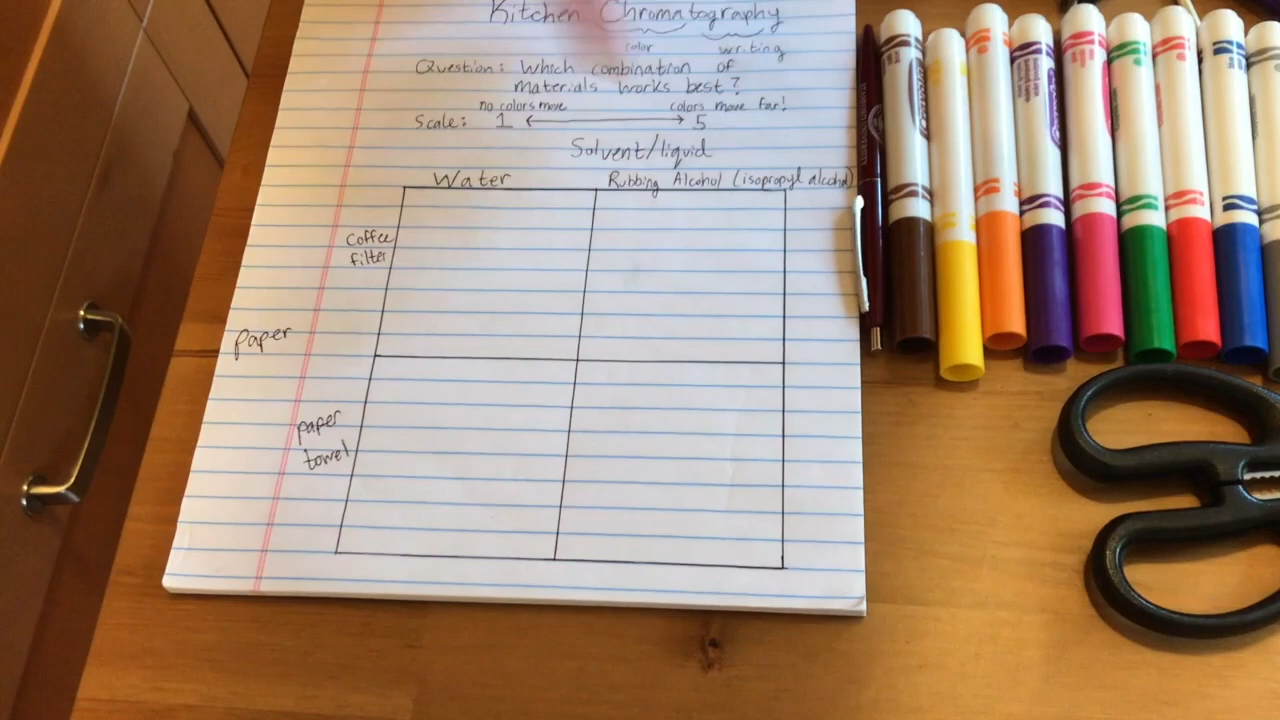 Kitchen Chromatography
color writing
Question: Which combination of
materials works best?
no colors move colors move far!
Scale: 1 5
Solvent/liquid
Water Rubbing Alcohol (isopropyl alcohol)
Coffee
filter
Paper
paper
towel